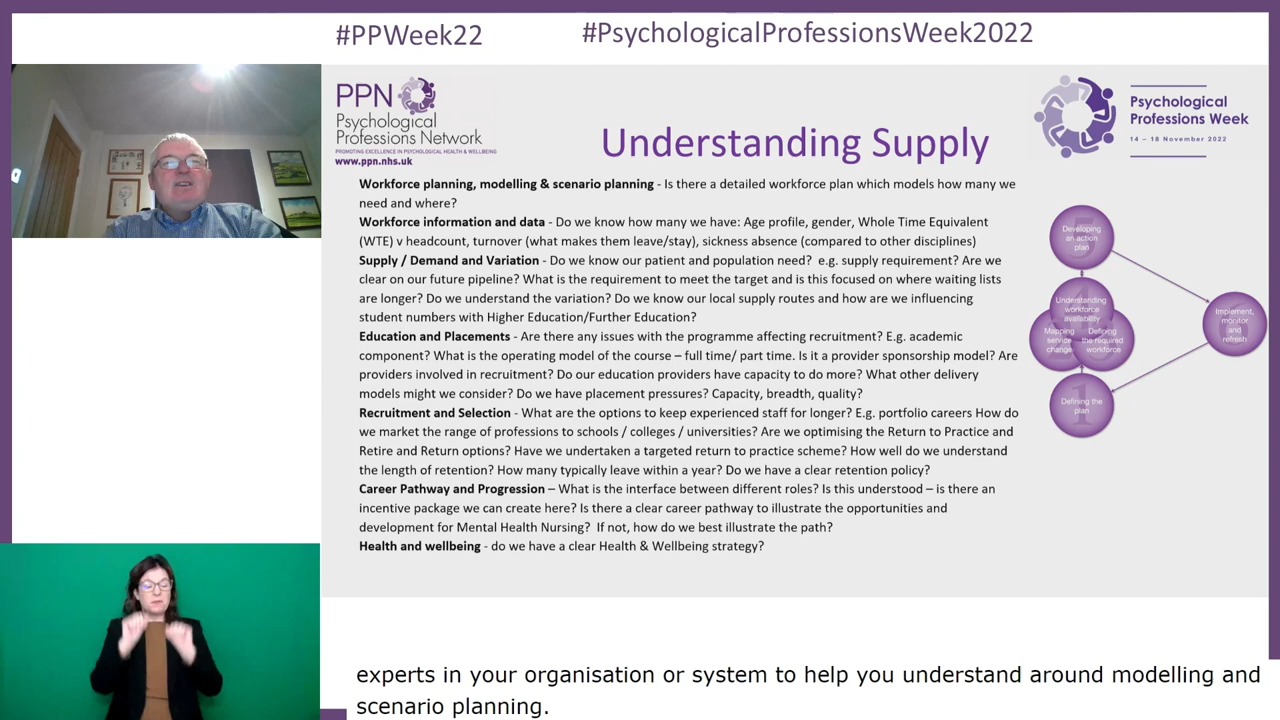 #PPWeek22
#PsychologicalProfessionsWeek2022
PPN
Psychological
Professions Network
PROMOTING EXCELLENCE IN PSYCHOLOGICAL HEALTH & WELLBEING
www.ppn.nhs.uk
Understanding Supply
Psychological
Professions Week
14 – 18 November 2022
Workforce planning, modelling & scenario planning - Is there a detailed workforce plan which models how many we
need and where?
Workforce information and data - Do we know how many we have: Age profile, gender, Whole Time Equivalent
(WTE) v headcount, turnover (what makes them leave/stay), sickness absence (compared to other disciplines)
Supply / Demand and Variation - Do we know our patient and population need?  e.g. supply requirement? Are we
clear on our future pipeline? What is the requirement to meet the target and is this focused on where waiting lists
are longer? Do we understand the variation? Do we know our local supply routes and how are we influencing
student numbers with Higher Education/Further Education?
Education and Placements - Are there any issues with the programme affecting recruitment? E.g. academic
component? What is the operating model of the course – full time/ part time. Is it a provider sponsorship model? Are
providers involved in recruitment? Do our education providers have capacity to do more? What other delivery
models might we consider? Do we have placement pressures? Capacity, breadth, quality?
Recruitment and Selection - What are the options to keep experienced staff for longer? E.g. portfolio careers How do
we market the range of professions to schools / colleges / universities? Are we optimising the Return to Practice and
Retire and Return options? Have we undertaken a targeted return to practice scheme? How well do we understand
the length of retention? How many typically leave within a year? Do we have a clear retention policy?
Career Pathway and Progression – What is the interface between different roles? Is this understood – is there an
incentive package we can create here? Is there a clear career pathway to illustrate the opportunities and
development for Mental Health Nursing?  If not, how do we best illustrate the path?
Health and wellbeing - do we have a clear Health & Wellbeing strategy?
5
Developing
an action
plan
4
Understanding
workforce
availability
Mapping
service
change
Defining
the required
workforce
1
Defining the
plan
6
Implement,
monitor
and
refresh
experts in your organisation or system to help you understand around modelling and
scenario planning.